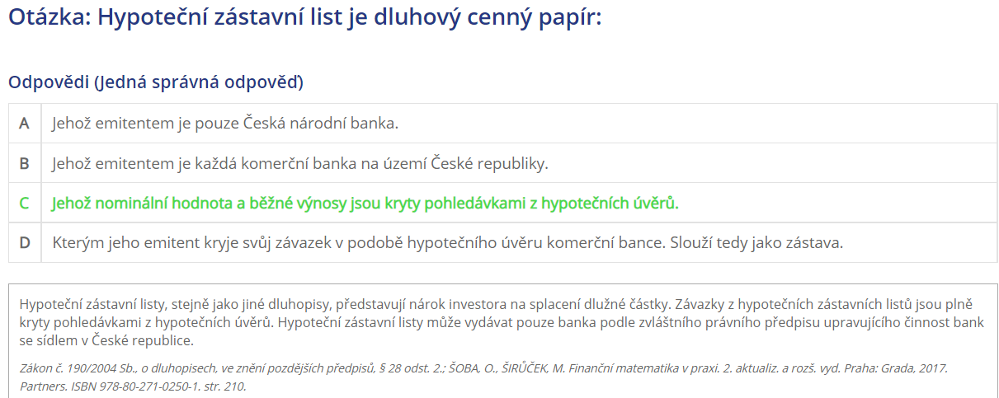 Otázka: Hypoteční zástavní list je dluhový cenný papír:
Odpovědi (Jedná správná odpověď)
A Jehož emitentem je pouze Česká národní banka.
B Jehož emitentem je každá komerční banka na území České republiky.
C Jehož nominální hodnota a běžné výnosy jsou kryty pohledávkami z hypotečních úvěrů.
D Kterým jeho emitent kryje svůj závazek v podobě hypotečního úvěru komerční bance. Slouží tedy jako zástava.
Hypoteční zástavní listy, stejně jako jiné dluhopisy, představují nárok investora na splacení dlužné částky. Závazky z hypotečních zástavních listů jsou plně
kryty pohledávkami z hypotečních úvěrů. Hypoteční zástavní listy může vydávat pouze banka podle zvláštního právního předpisu upravujícího činnost bank
se sídlem v České republice.
Zákon č. 190/2004 Sb., o dluhopisech, ve znění pozdějších předpisů, § 28 odst. 2.; ŠOBA, O., ŠIRŮČEK, M. Finanční matematika v praxi. 2. aktualiz. a rozš. vyd. Praha: Grada, 2017.
Partners. ISBN 978-80-271-0250-1. str. 210.